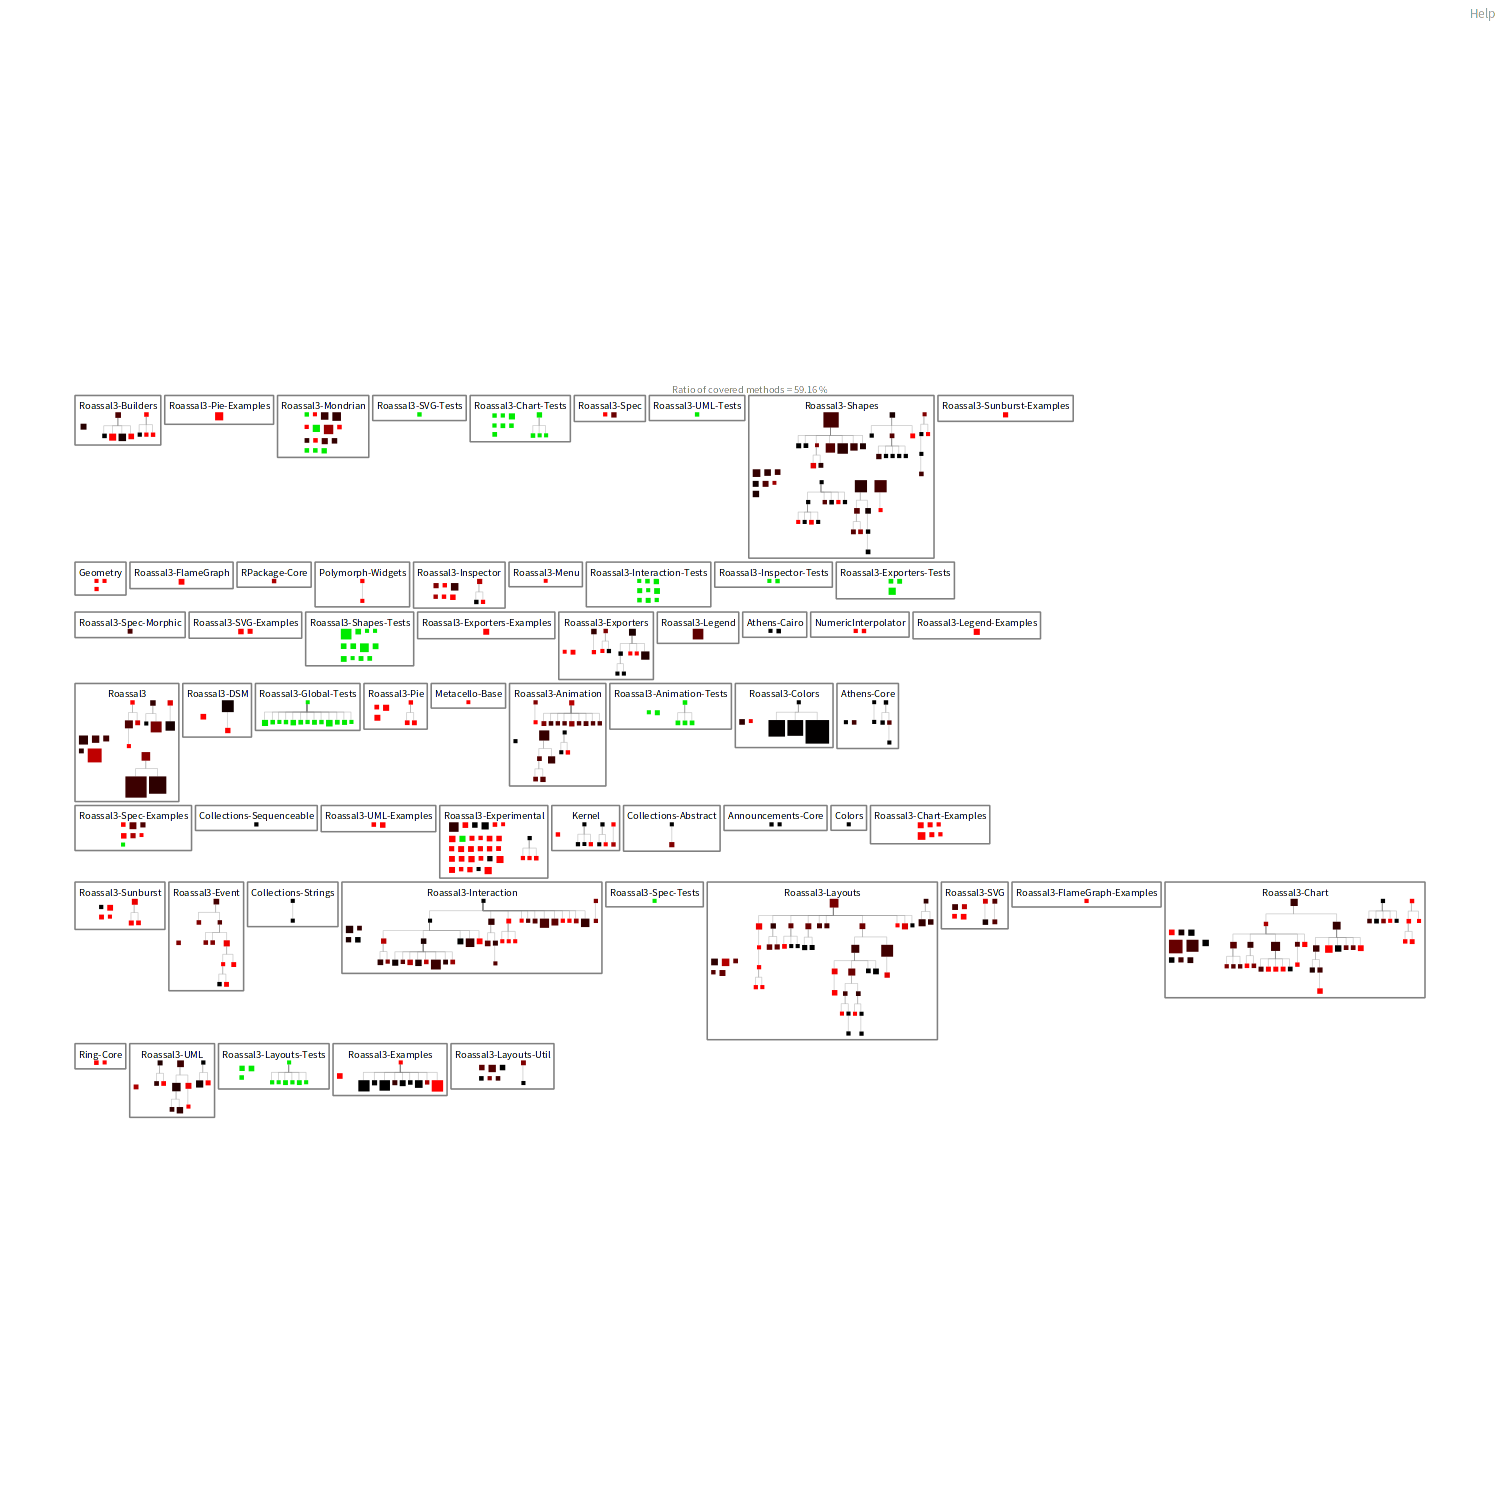 Help
Ratio of covered methods = 59.16 %
Roassal3-Builders
Roassal3-Pie-Examples
Roassal3-Mondrian
Roassal3-SVG-Tests
Roassal3-Chart-Tests
Roassal3-Spec
Roassal3-UML-Tests
Roassal3-Shapes
Roassal3-Sunburst-Examples
Geometry
Roassal3-FlameGraph
RPackage-Core
Polymorph-Widgets
Roassal3-Inspector
Roassal3-Menu
Roassal3-Interaction-Tests
Roassal3-Inspector-Tests
Roassal3-Exporters-Tests
Roassal3-Spec-Morphic
Roassal3-SVG-Examples
Roassal3-Shapes-Tests
Roassal3-Exporters-Examples
Roassal3-Exporters
Roassal3-Legend
Athens-Cairo
NumericInterpolator
Roassal3-Legend-Examples
Roassal3
Roassal3-DSM
Roassal3-Global-Tests
Roassal3-Pie
Metacello-Base
Roassal3-Animation
Roassal3-Animation-Tests
Roassal3-Colors
Athens-Core
Roassal3-Spec-Examples
Collections-Sequenceable
Roassal3-UML-Examples
Roassal3-Experimental
Kernel
Collections-Abstract
Announcements-Core
Colors
Roassal3-Chart-Examples
Roassal3-Sunburst
Roassal3-Event
Collections-Strings
Roassal3-Interaction
Roassal3-Spec-Tests
Roassal3-Layouts
Roassal3-SVG
Roassal3-FlameGraph-Examples
Roassal3-Chart
Ring-Core
Roassal3-UML
Roassal3-Layouts-Tests
Roassal3-Examples
Roassal3-Layouts-Util